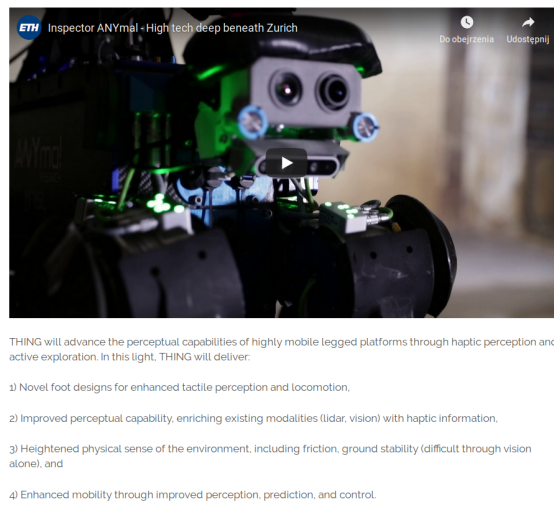 ETH
Inspector ANYmal - High tech deep beneath Zurich
Do obejrzenia
Udostępnij
ANYmal
THING will advance the perceptual capabilities of highly mobile legged platforms through haptic perception and
active exploration. In this light, THING will deliver:
1) Novel foot designs for enhanced tactile perception and locomotion,
2) Improved perceptual capability, enriching existing modalities (lidar, vision) with haptic information,
3) Heightened physical sense of the environment, including friction, ground stability (difficult through vision
alone), and
4) Enhanced mobility through improved perception, prediction, and control.